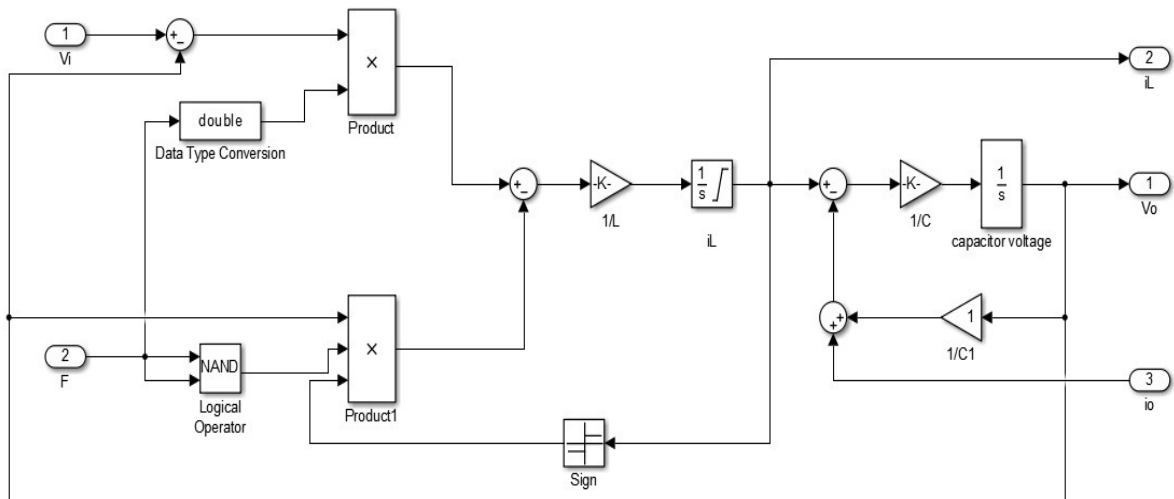 1
Vi
+
−
×
Product
double
Data Type Conversion
2
iL
+
−
-K-
1/L
1
s
iL
+
−
-K-
1/C
1
s
capacitor voltage
1
Vo
×
Product1
2
F
NAND
Logical
Operator
+
+
1
1/C1
3
io
Sign